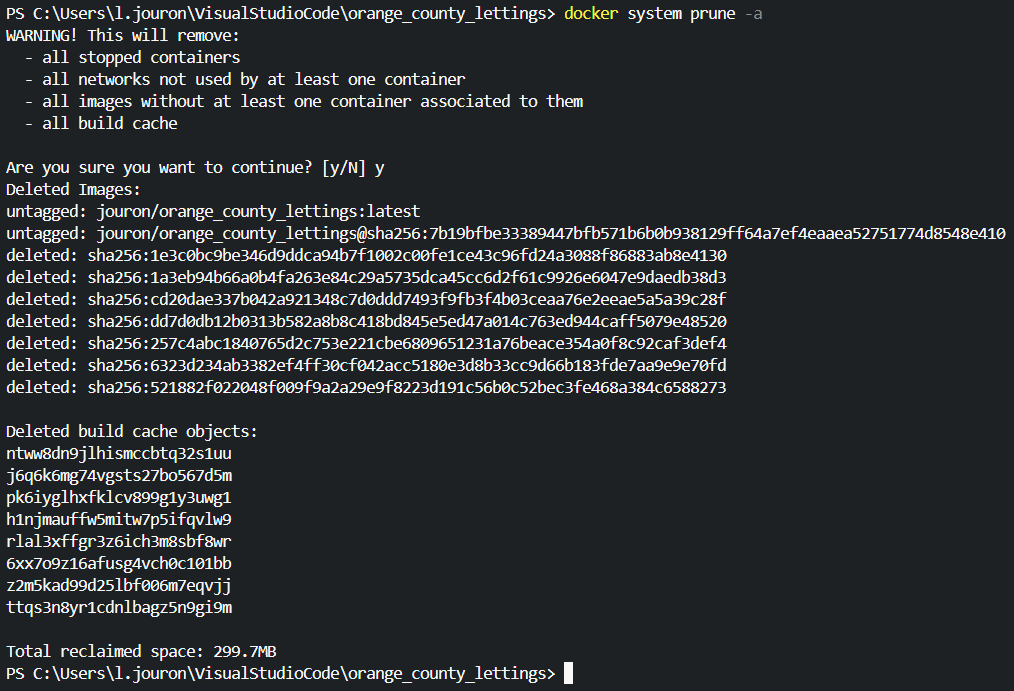 PS C:\Users\l.jouron\VisualStudioCode\orange_county_lettings> docker system prune -a
WARNING! This will remove:
  - all stopped containers
  - all networks not used by at least one container
  - all images without at least one container associated to them
  - all build cache

Are you sure you want to continue? [y/N] y
Deleted Images:
untagged: jouron/orange_county_lettings:latest
untagged: jouron/orange_county_lettings@sha256:7b19bfbe33389447bfb571b6b0b938129ff64a7ef4eaaea52751774d8548e410
deleted: sha256:1e3c0bc9be346d9ddca94b7f1002c00fe1ce43c96fd24a3088f86883ab8e4130
deleted: sha256:1a3eb94b66a0b4fa263e84c29a5735dca45cc6d2f61c9926e6047e9daedb38d3
deleted: sha256:cd20dae337b042a921348c7d0ddd7493f9fb3f4b03ceaa76e2eeae5a5a39c28f
deleted: sha256:dd7d0db12b0313b582a8b8c418bd845e5ed47a014c763ed944caff5079e48520
deleted: sha256:257c4abc1840765d2c753e221cbe6809651231a76beace354a0f8c92caf3def4
deleted: sha256:6323d234ab3382ef4ff30cf042acc5180e3d8b33cc9d66b183fde7aa9e9e70fd
deleted: sha256:521882f022048f009f9a2a29e9f8223d191c56b0c52bec3fe468a384c6588273

Deleted build cache objects:
ntww8dn9jlhismccbtq32s1uu
j6q6k6mg74vgsts27bo567d5m
pk6iyglhxfklcv899g1y3uwg1
h1njmauffw5mitw7p5ifqvlw9
rlal3xffgr3z6ich3m8sbf8wr
6xx7o9z16afusg4vch0c101bb
z2m5kad99d25lbf006m7eqvjj
ttqs3n8yr1cdnlbagz5n9gi9m

Total reclaimed space: 299.7MB
PS C:\Users\l.jouron\VisualStudioCode\orange_county_lettings>